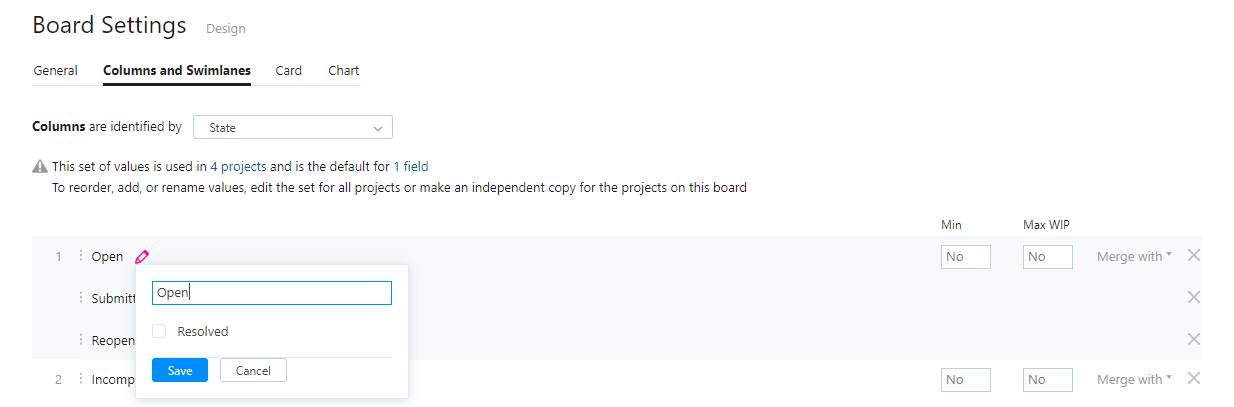 Board Settings Design
General Columns and Swimlanes Card Chart
Columns are identified by State
This set of values is used in 4 projects and is the default for 1 field
To reorder, add, or rename values, edit the set for all projects or make an independent copy for the projects on this board
Min Max WIP
1 Open No No Merge with
Open
Submitt
Resolved
Reopen
Save Cancel
2 Incomp No No Merge with